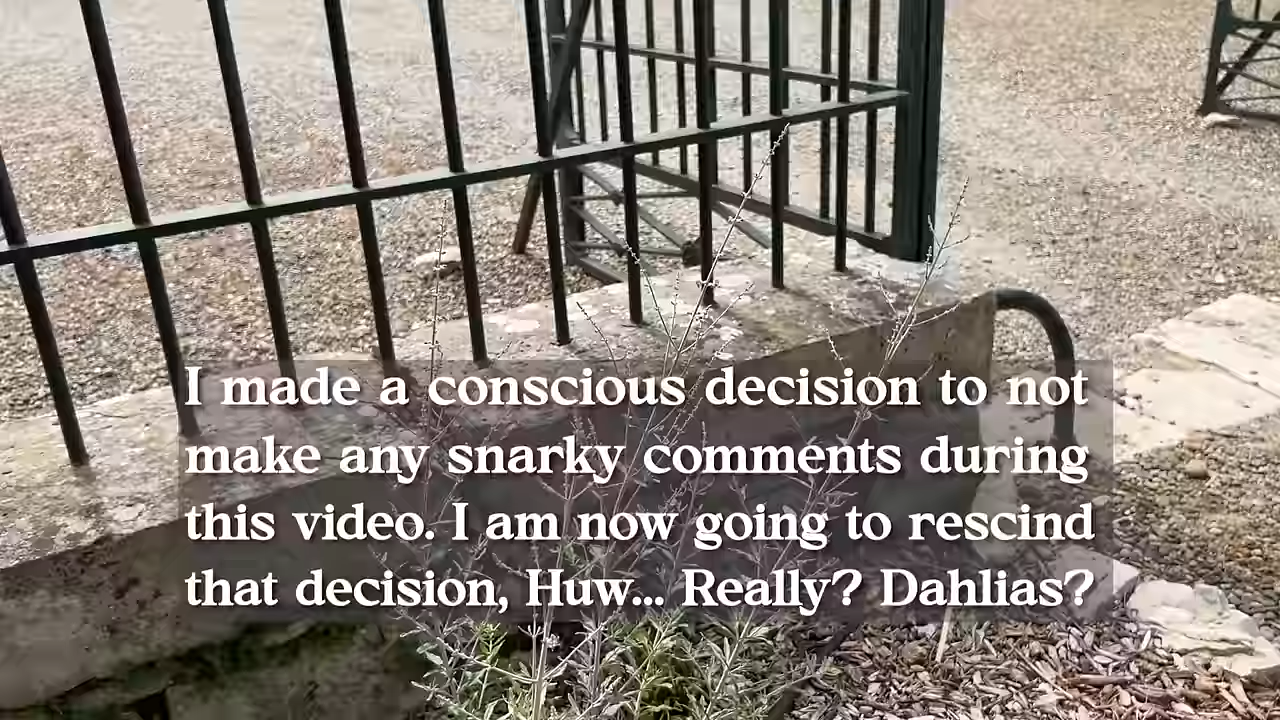 I made a conscious decision to not
make any snarky comments during
this video. I am now going to rescind
that decision, Huw... Really? Dahlias?